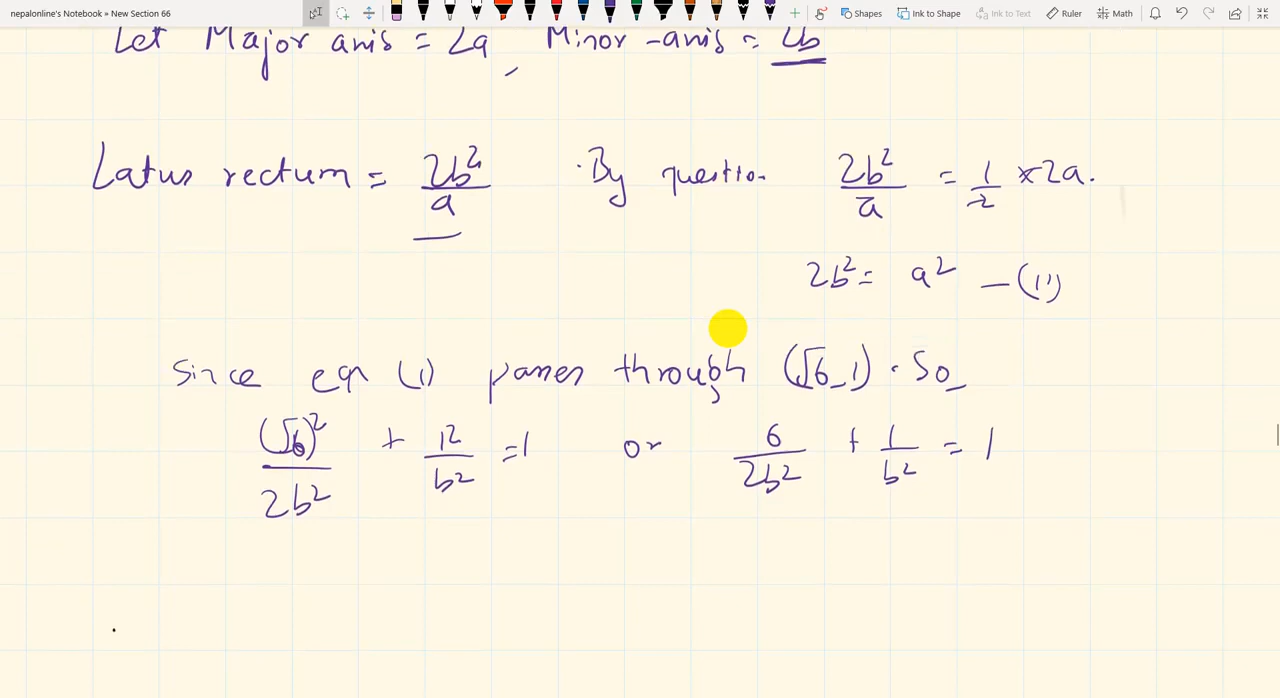 nepalonline's Notebook » New Section 66
Shapes Ink to Shape Ink to Text Ruler Math
Let Major axis = 2a, Minor-axis = 2b
Latus rectum = 2b²/a . By question 2b²/a = 1/2 × 2a.
2b² = a² —(ii)
Since eqn (1) passes through (√6, 1). So,
(√6)²/2b² + 1²/b² = 1 or 6/2b² + 1/b² = 1